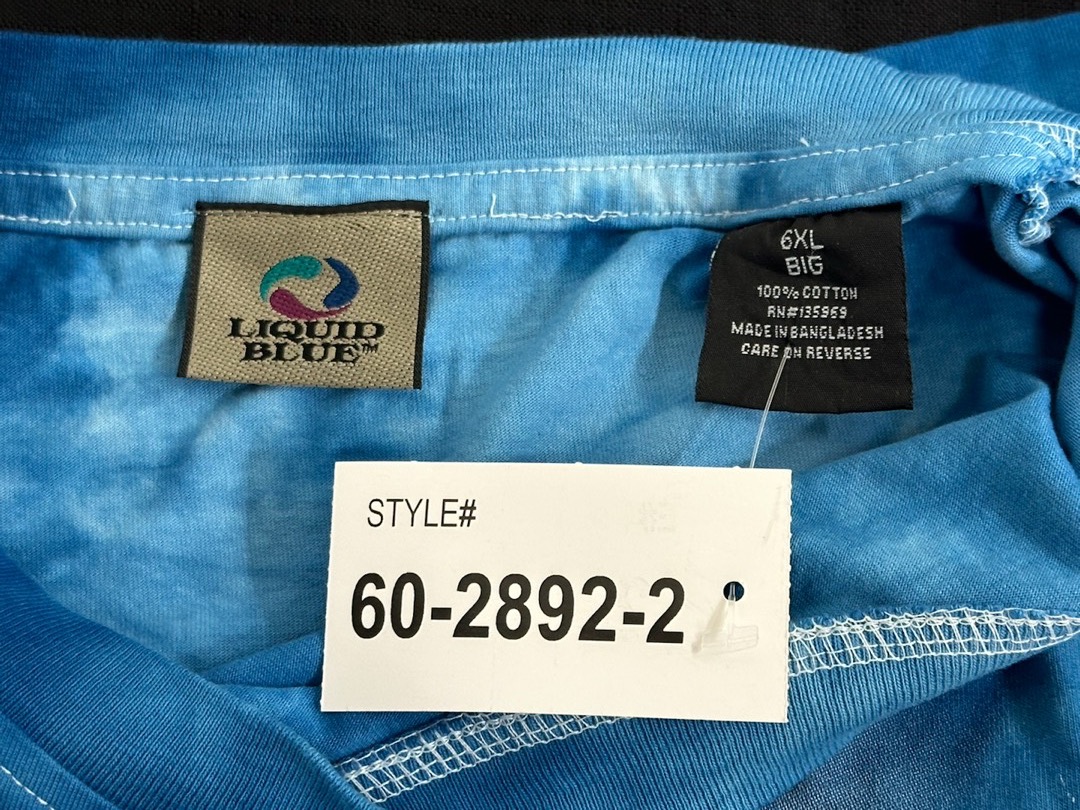 LIQUID
BLUE™
6XL
BIG
100% COTTON
RN#135969
MADE IN BANGLADESH
CARE ON REVERSE
STYLE#
60-2892-2